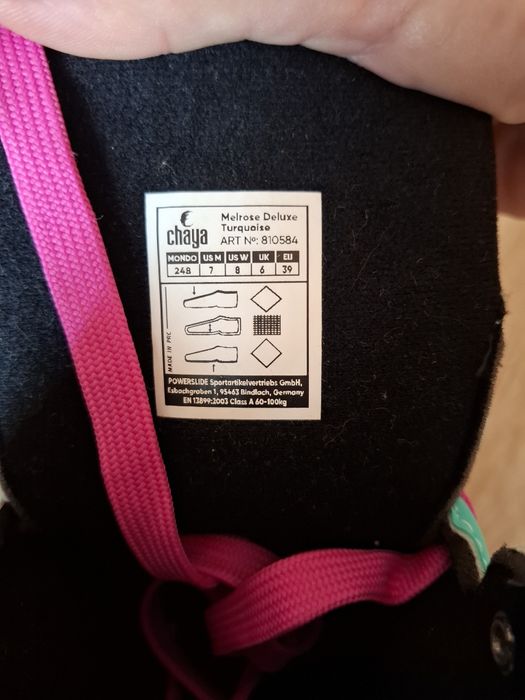 chaya
Melrose Deluxe
Turquoise
ART Nº: 810584
MONDO US M US W UK EU
248 7 8 6 39
MADE IN PRC
POWERSLIDE Sportartikelvertriebs GmbH,
Esbachgraben 1, 95463 Bindlach, Germany
EN 13899:2003 Class A 60-100kg